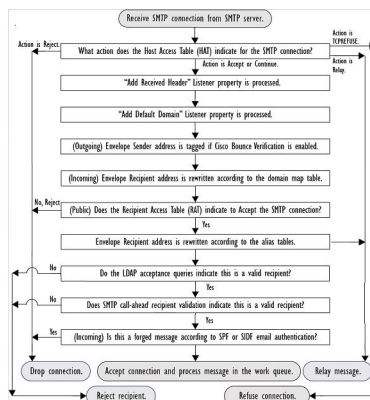 Receive SMTP connection from SMTP server.
Action is Reject.
Action is
TCPREFUSE.
What action does the Host Access Table (HAT) indicate for the SMTP connection?
Action is Accept or Continue.
Action is
Relay.
"Add Received Header" Listener property is processed.
"Add Default Domain" Listener property is processed.
(Outgoing) Envelope Sender address is tagged if Cisco Bounce Verification is enabled.
(Incoming) Envelope Recipient address is rewritten according to the domain map table.
No, Reject
(Public) Does the Recipient Access Table (RAT) indicate to Accept the SMTP connection?
Yes
Envelope Recipient address is rewritten according to the alias tables.
No
Do the LDAP acceptance queries indicate this is a valid recipient?
Yes
No
Does SMTP call-ahead recipient validation indicate this is a valid recipient?
Yes
Yes
(Incoming) Is this a forged message according to SPF or SIDF email authentication?
Drop connection.
Accept connection and process message in the work queue.
Relay message.
Reject recipient.
Refuse connection.